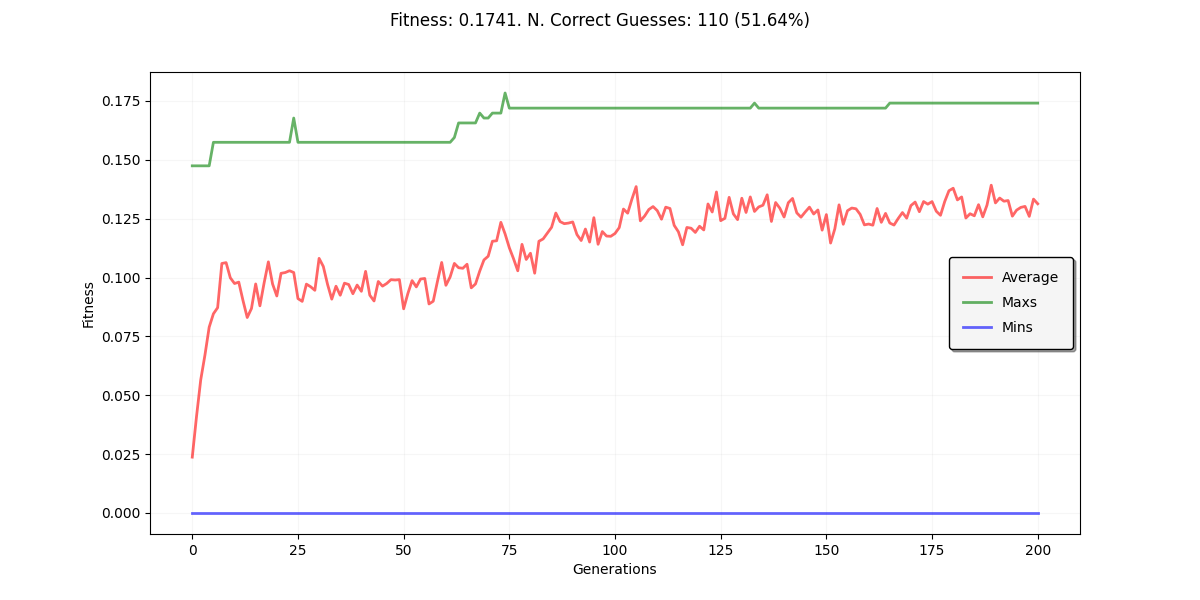 Fitness: 0.1741. N. Correct Guesses: 110 (51.64%)
0.175
0.150
0.125
0.100
0.075
0.050
0.025
0.000
Fitness
Average
Maxs
Mins
0 25 50 75 100 125 150 175 200
Generations